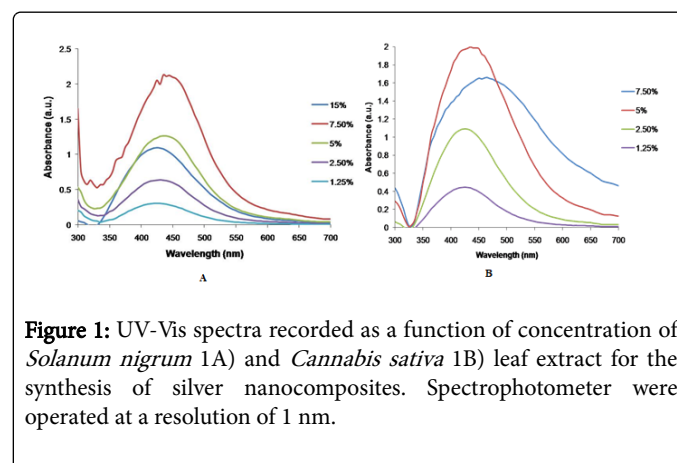 2.5
2
1.5
1
0.5
0
Absorbance (a.u.)
300 350 400 450 500 550 600 650 700
Wavelength (nm)
15%
7.50%
5%
2.50%
1.25%
A
2
1.8
1.6
1.4
1.2
1
0.8
0.6
0.4
0.2
0
Absorbance (a.u.)
300 350 400 450 500 550 600 650 700
Wavelength (nm)
7.50%
5%
2.50%
1.25%
B
Figure 1: UV-Vis spectra recorded as a function of concentration of
Solanum nigrum 1A) and Cannabis sativa 1B) leaf extract for the
synthesis of silver nanocomposites. Spectrophotometer were
operated at a resolution of 1 nm.